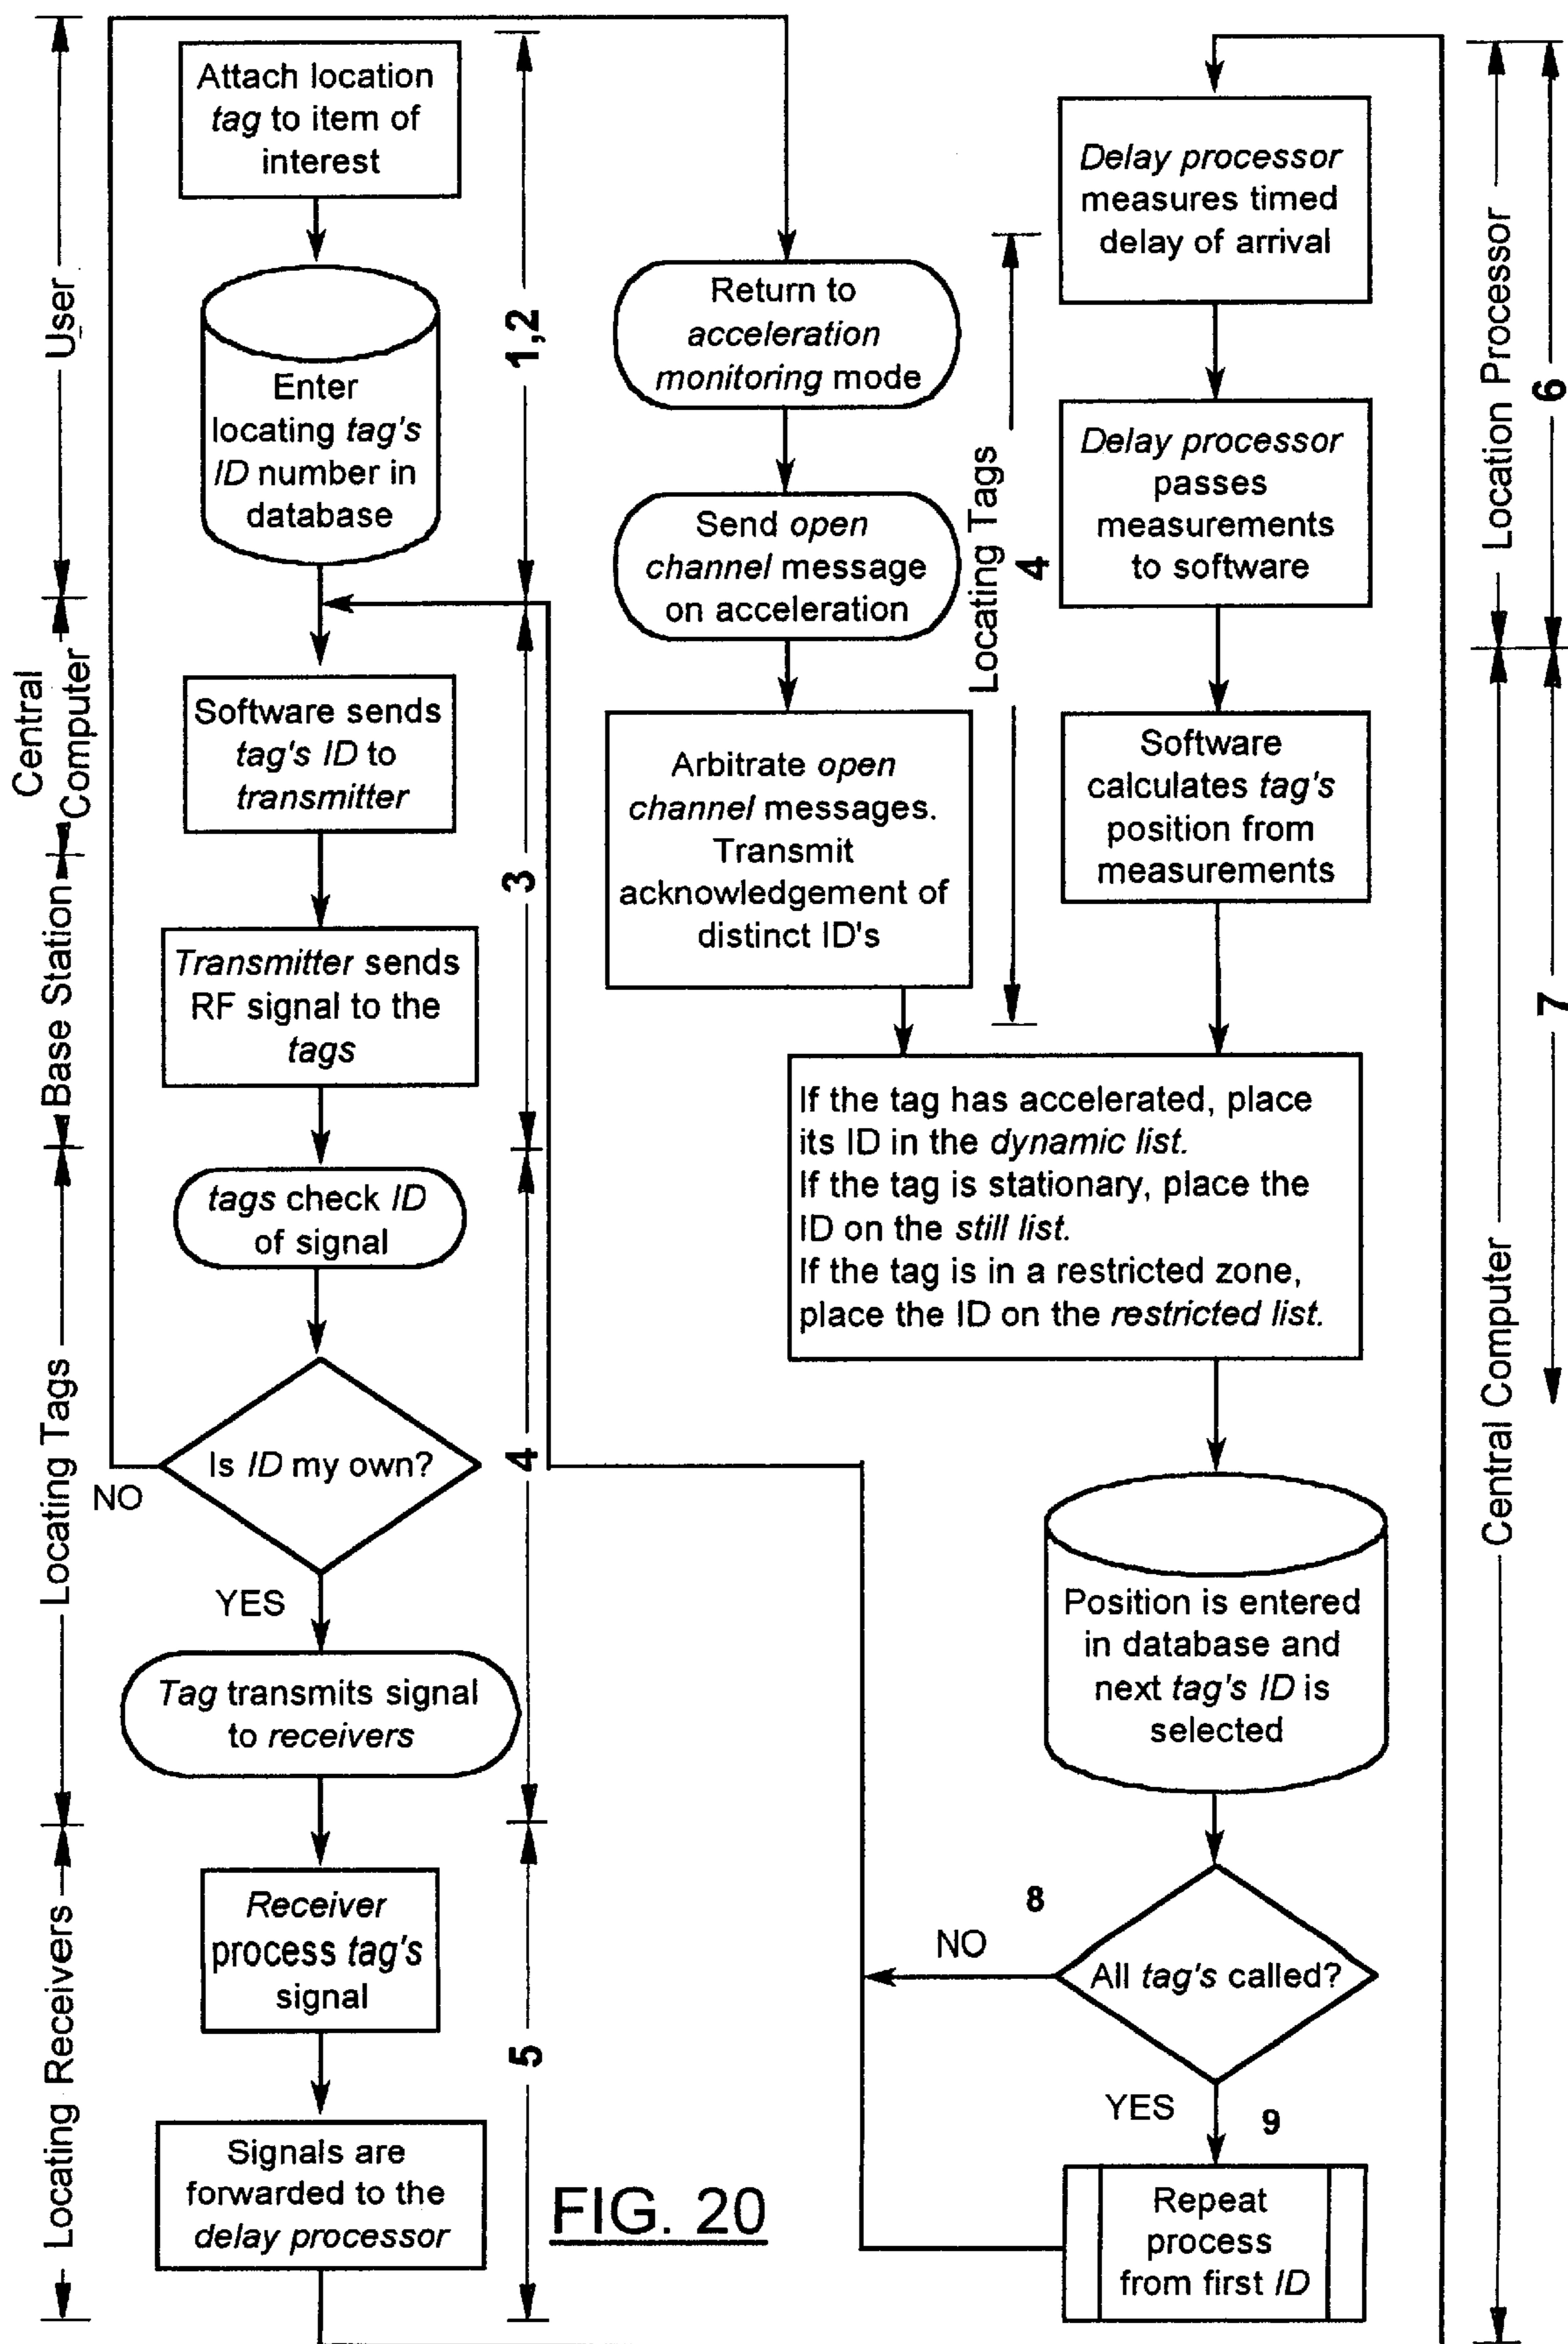 User
Attach location
tag to item of
interest
Enter
locating tag's
ID number in
database
1,2
Central
Computer
Software sends
tag's ID to
transmitter
3
Base Station
Transmitter sends
RF signal to the
tags
Locating Tags
tags check ID
of signal
Is ID my own?
NO
YES
4
Tag transmits signal
to receivers
Locating Receivers
Receiver
process tag's
signal
5
Signals are
forwarded to the
delay processor
Return to
acceleration
monitoring mode
Send open
channel message
on acceleration
Arbitrate open
channel messages.
Transmit
acknowledgement of
distinct ID's
Locating Tags
4
Delay processor
measures timed
delay of arrival
Delay processor
passes
measurements
to software
Location Processor
6
Software
calculates tag's
position from
measurements
If the tag has accelerated, place
its ID in the dynamic list.
If the tag is stationary, place the
ID on the still list.
If the tag is in a restricted zone,
place the ID on the restricted list.
7
Central Computer
Position is entered
in database and
next tag's ID is
selected
8
NO
All tag's called?
YES
9
Repeat
process
from first ID
FIG. 20